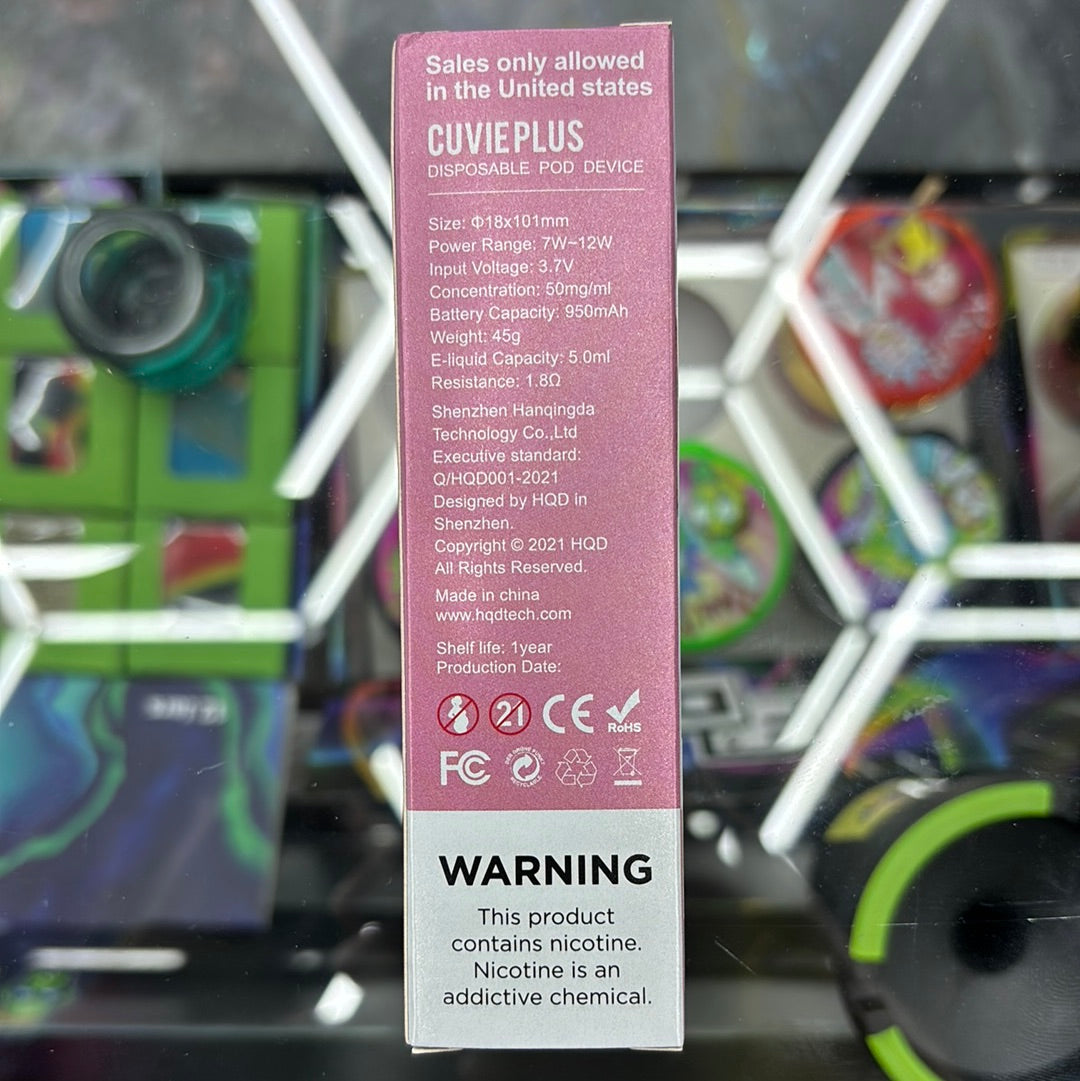 Sales only allowed
in the United states
CUVIEPLUS
DISPOSABLE POD DEVICE
Size: Φ18x101mm
Power Range: 7W-12W
Input Voltage: 3.7V
Concentration: 50mg/ml
Battery Capacity: 950mAh
Weight: 45g
E-liquid Capacity: 5.0ml
Resistance: 1.8Ω
Shenzhen Hanqingda
Technology Co.,Ltd
Executive standard:
Q/HQD001-2021
Designed by HQD in
Shenzhen.
Copyright © 2021 HQD
All Rights Reserved.
Made in china
www.hqdtech.com
Shelf life: 1year
Production Date:
21 CE RoHS
FC
WARNING
This product
contains nicotine.
Nicotine is an
addictive chemical.